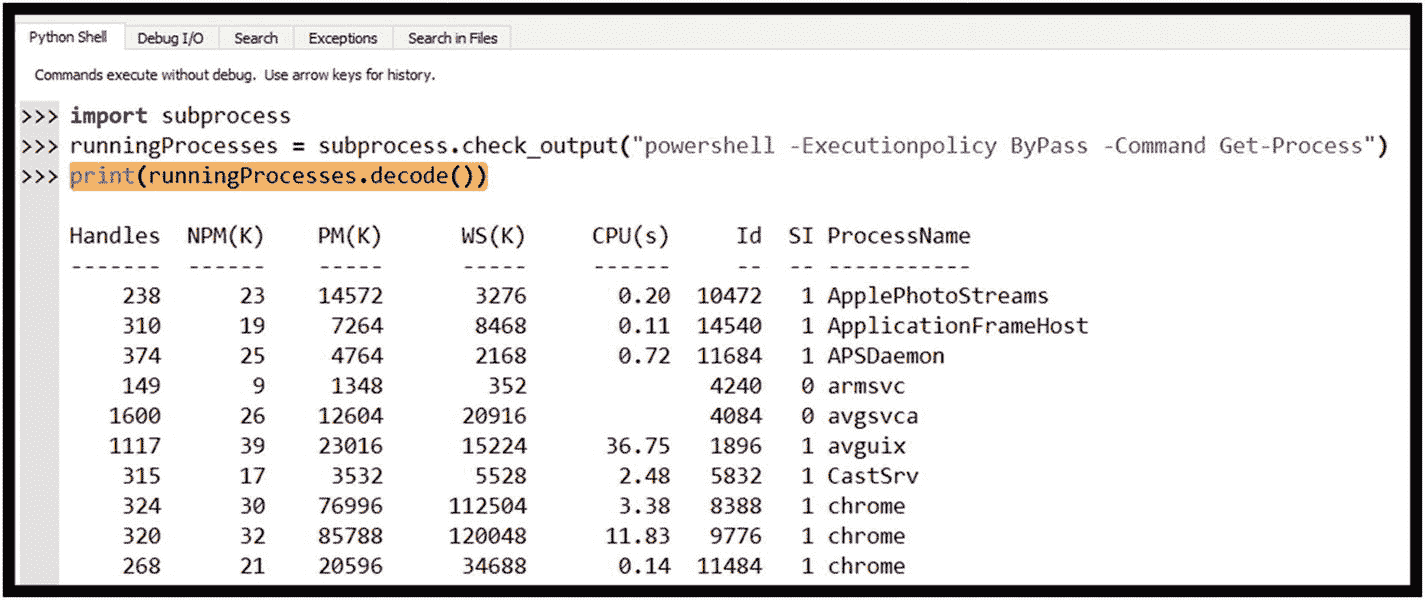 Python Shell Debug I/O Search Exceptions Search in Files
Commands execute without debug. Use arrow keys for history.
>>> import subprocess
>>> runningProcesses = subprocess.check_output("powershell -Executionpolicy ByPass -Command Get-Process")
>>> print(runningProcesses.decode())
Handles NPM(K) PM(K) WS(K) CPU(s) Id SI ProcessName
------- ------ ----- ----- ------ -- -- -----------
238 23 14572 3276 0.20 10472 1 ApplePhotoStreams
310 19 7264 8468 0.11 14540 1 ApplicationFrameHost
374 25 4764 2168 0.72 11684 1 APSDaemon
149 9 1348 352 4240 0 armsvc
1600 26 12604 20916 4084 0 avgsvca
1117 39 23016 15224 36.75 1896 1 avguix
315 17 3532 5528 2.48 5832 1 CastSrv
324 30 76996 112504 3.38 8388 1 chrome
320 32 85788 120048 11.83 9776 1 chrome
268 21 20596 34688 0.14 11484 1 chrome